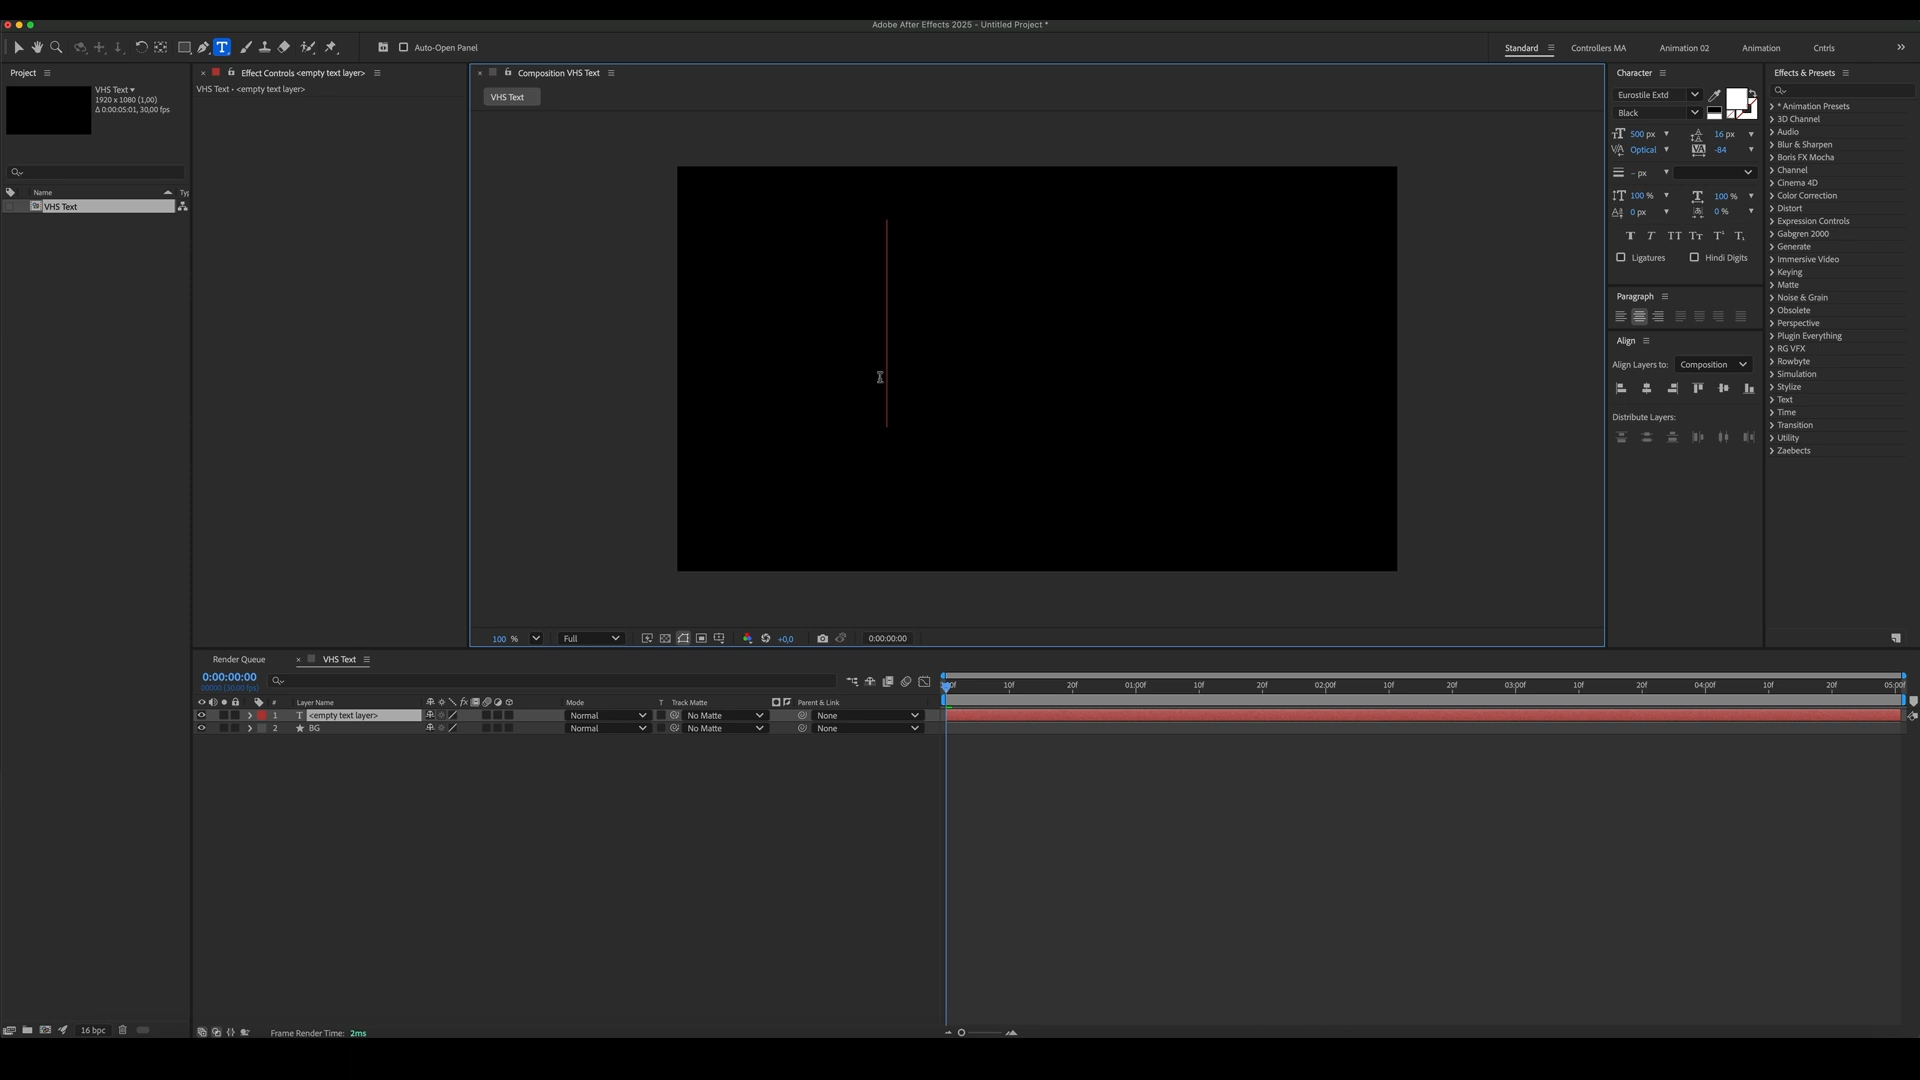 Adobe After Effects 2025 - Untitled Project *
Auto-Open Panel
Standard
Controllers MA
Animation 02
Animation
Cntrls
Project
VHS Text
1920 x 1080 (1,00)
Δ 0:00:05:01, 30,00 fps
Name
VHS Text
Effect Controls <empty text layer>
VHS Text • <empty text layer>
Composition VHS Text
VHS Text
100 %
Full
+0,0
0:00:00:00
Character
Eurostile Extd
Black
500 px
16 px
Optical
-84
- px
100 %
100 %
0 px
0 %
Ligatures
Hindi Digits
Paragraph
Align
Align Layers to:
Composition
Distribute Layers:
Effects & Presets
* Animation Presets
3D Channel
Audio
Blur & Sharpen
Boris FX Mocha
Channel
Cinema 4D
Color Correction
Distort
Expression Controls
Gabgren 2000
Generate
Immersive Video
Keying
Matte
Noise & Grain
Obsolete
Perspective
Plugin Everything
RG VFX
Rowbyte
Simulation
Stylize
Text
Time
Transition
Utility
Zaebects
Render Queue
VHS Text
0:00:00:00
00000 (30.00 fps)
# Layer Name
Mode
T Track Matte
Parent & Link
1 <empty text layer>
Normal
No Matte
None
2 BG
Normal
No Matte
None
10f 20f 01:00f 10f 20f 02:00f 10f 20f 03:00f 10f 20f 04:00f 10f 20f 05:00f
16 bpc
Frame Render Time: 2ms